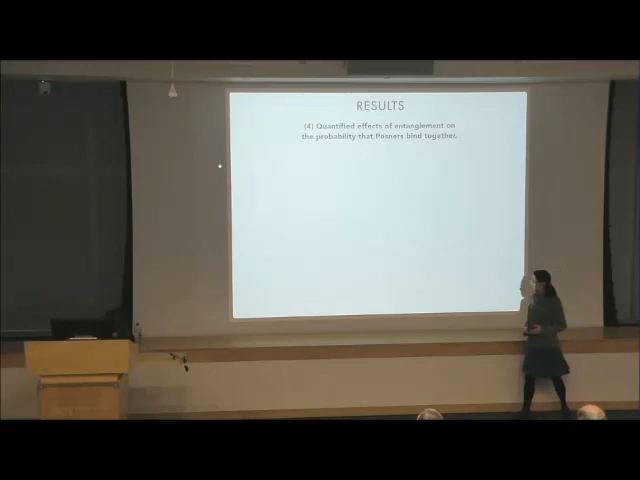 RESULTS
(4) Quantified effects of entanglement on
the probability that Posners bind together.